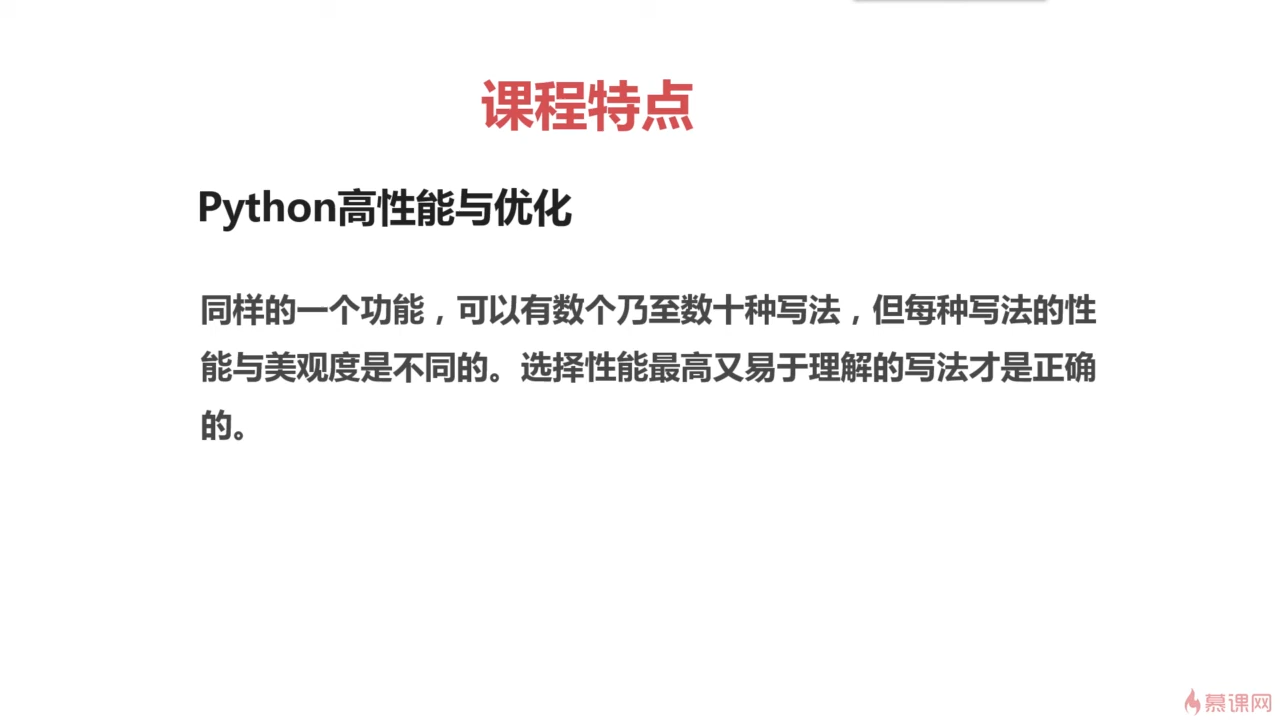 课程特点
Python高性能与优化
同样的一个功能，可以有数个乃至数十种写法，但每种写法的性
能与美观度是不同的。选择性能最高又易于理解的写法才是正确
的。
慕课网